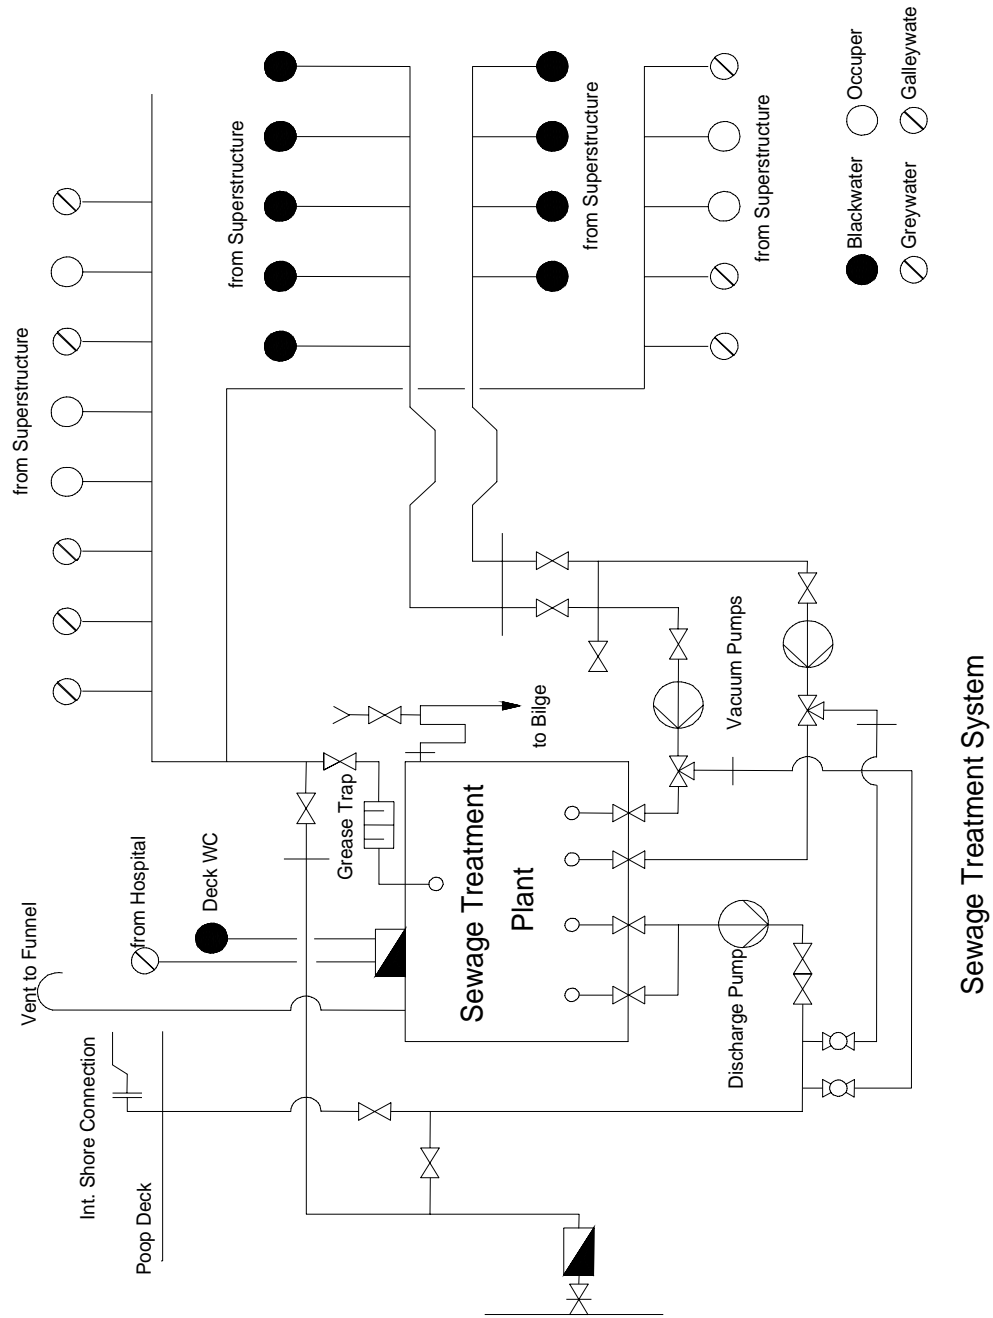 Vent to Funnel
from Superstructure
Int. Shore Connection
Poop Deck
from Hospital
Deck WC
from Superstructure
Grease Trap
Sewage Treatment
Plant
to Bilge
from Superstructure
Discharge Pump
Vacuum Pumps
from Superstructure
Blackwater
Occuper
Greywater
Galleywate
Sewage Treatment System